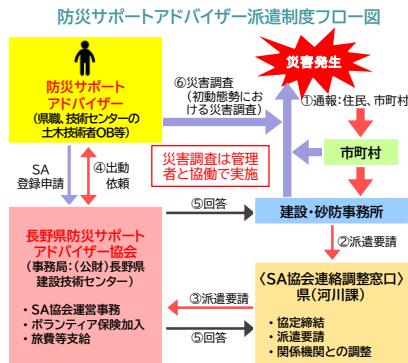 防災サポートアドバイザー派遣制度フロー図
防災サポート
アドバイザー
(県職、技術センターの
土木技術者OB等)
⑥災害調査
(初動態勢にお
ける災害調査)
災害発生
①通報:住民、市町村
市町村
SA
登録申請
④出動
依頼
災害調査は管理
者と協働で実施
⑤回答
建設・砂防事務所
②派遣要請
長野県防災サポート
アドバイザー協会
(事務局:(公財)長野県
建設技術センター)
・SA協会運営事務
・ボランティア保険加入
・旅費等支給
③派遣要請
⑤回答
〈SA協会連絡調整窓口〉
県(河川課)
・協定締結
・派遣要請
・関係機関との調整